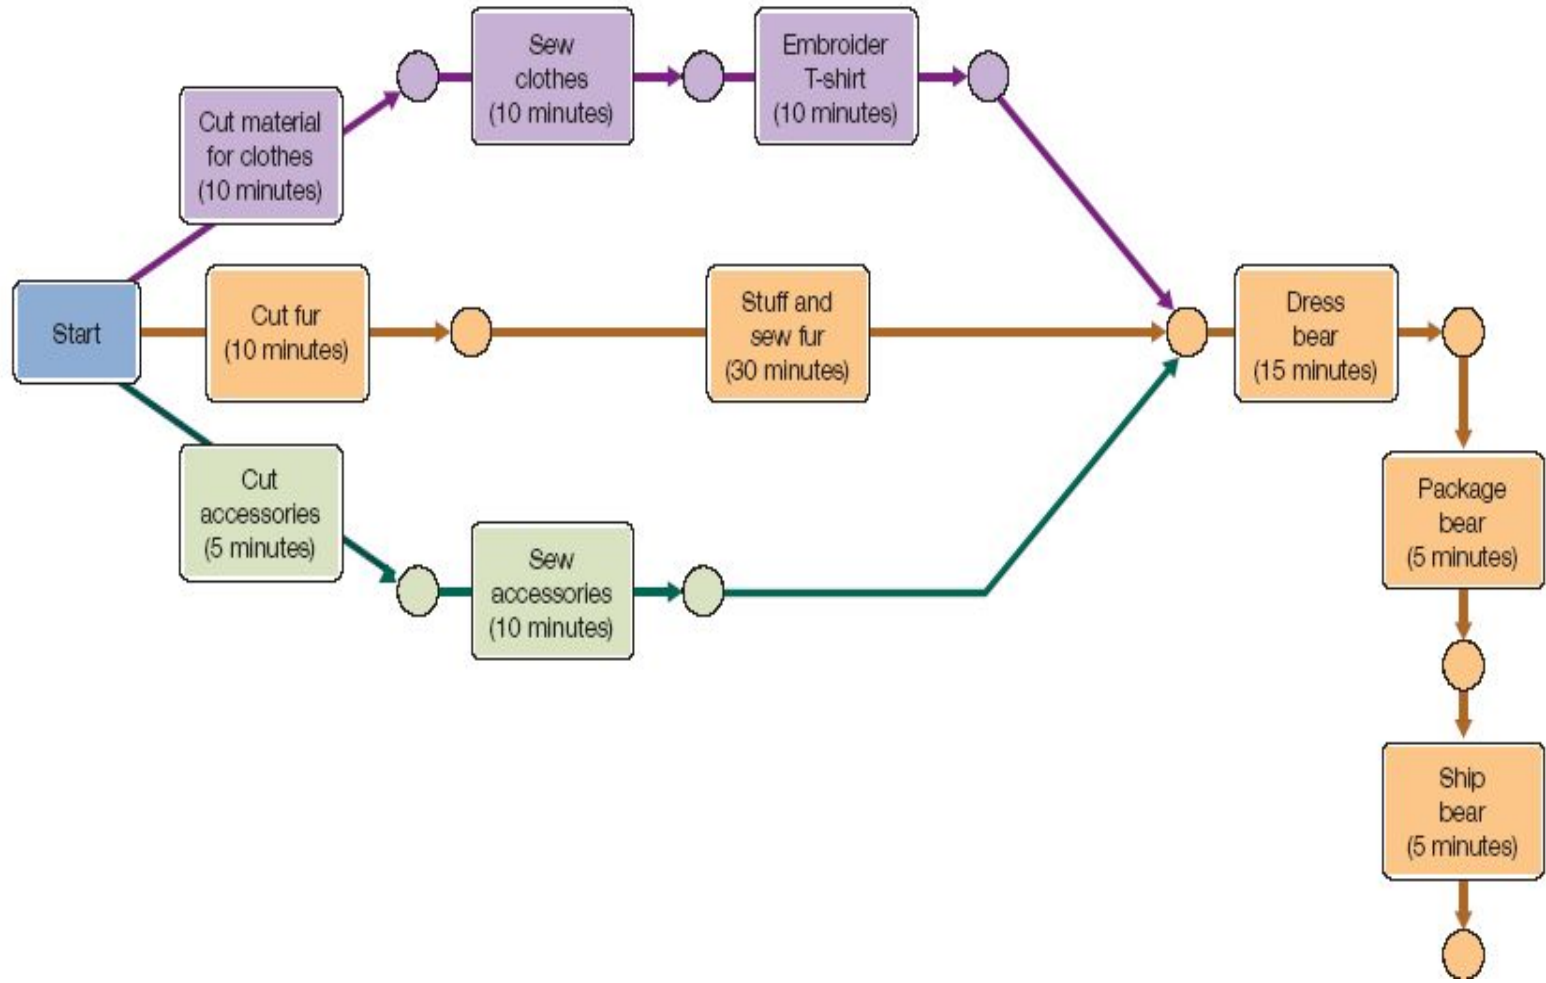 Sew
clothes
(10 minutes)
Embroider
T-shirt
(10 minutes)
Cut material
for clothes
(10 minutes)
Start
Cut fur
(10 minutes)
Stuff and
sew fur
(30 minutes)
Dress
bear
(15 minutes)
Cut
accessories
(5 minutes)
Sew
accessories
(10 minutes)
Package
bear
(5 minutes)
Ship
bear
(5 minutes)